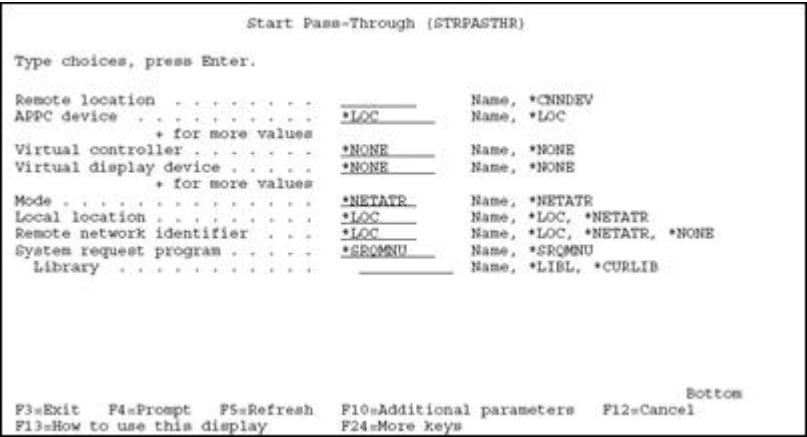 Start Pass-Through (STRPASTHR)
Type choices, press Enter.
Remote location . . . . . . . . ________ Name, *CNNDEV
APPC device . . . . . . . . . . *LOC Name, *LOC
+ for more values
Virtual controller . . . . . . . *NONE Name, *NONE
Virtual display device . . . . . *NONE Name, *NONE
+ for more values
Mode . . . . . . . . . . . . . . *NETATR Name, *NETATR
Local location . . . . . . . . . *LOC Name, *LOC, *NETATR
Remote network identifier . . . *LOC Name, *LOC, *NETATR, *NONE
System request program . . . . . *SRQMNU Name, *SRQMNU
Library . . . . . . . . . . . __________ Name, *LIBL, *CURLIB
Bottom
F3=Exit F4=Prompt F5=Refresh F10=Additional parameters F12=Cancel
F13=How to use this display F24=More keys